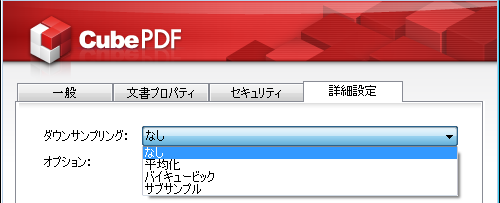 CubePDF
一般 文書プロパティ セキュリティ 詳細設定
ダウンサンプリング: なし
なし
オプション: 平均化
バイキュービック
サブサンプル